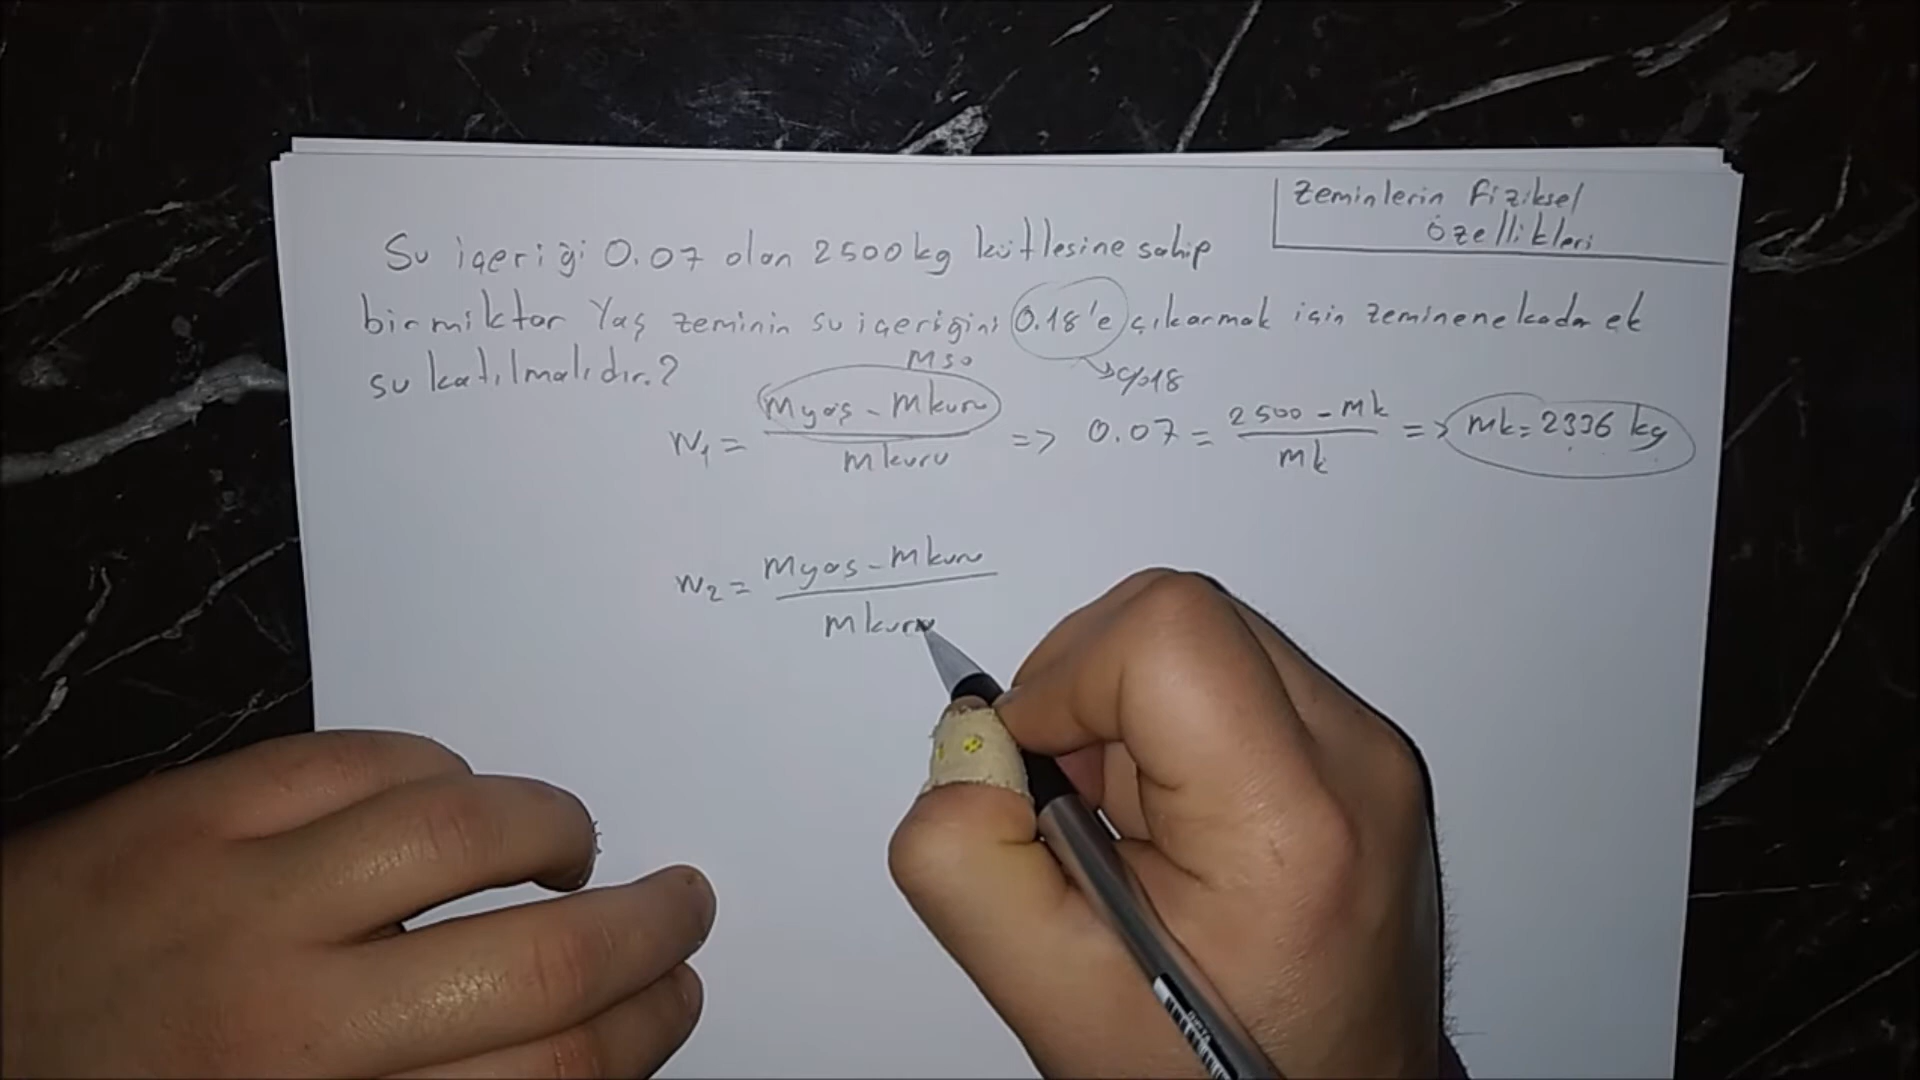 Zeminlerin fiziksel
özellikleri
Su içeriği 0.07 olan 2500kg kütlesine sahip
bir miktar Yaş zeminin su içeriğini 0.18'e çıkarmak için zemine ne kadar ek
su katılmalıdır.?
Msu
%18
W₁ = Myaş - Mkuru / Mkuru => 0.07 = 2500 - Mk / Mk => Mk = 2336 kg
W₂ = Myaş - Mkuru / Mkuru